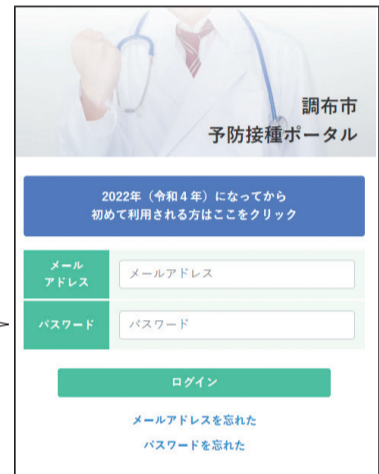 調布市
予防接種ポータル
2022年（令和4年）になってから
初めて利用される方はここをクリック
メール
アドレス
メールアドレス
パスワード
パスワード
ログイン
メールアドレスを忘れた
パスワードを忘れた